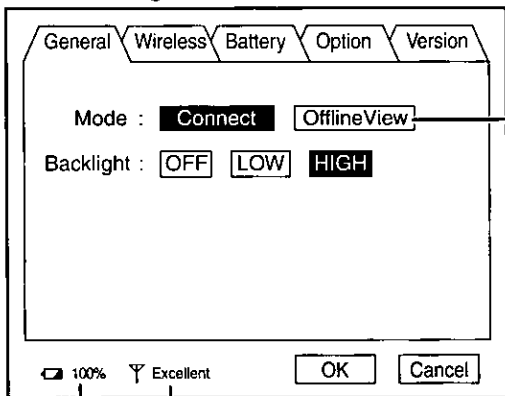 General Wireless Battery Option Version
Mode : Connect OfflineView
Backlight : OFF LOW HIGH
100% Excellent OK Cancel